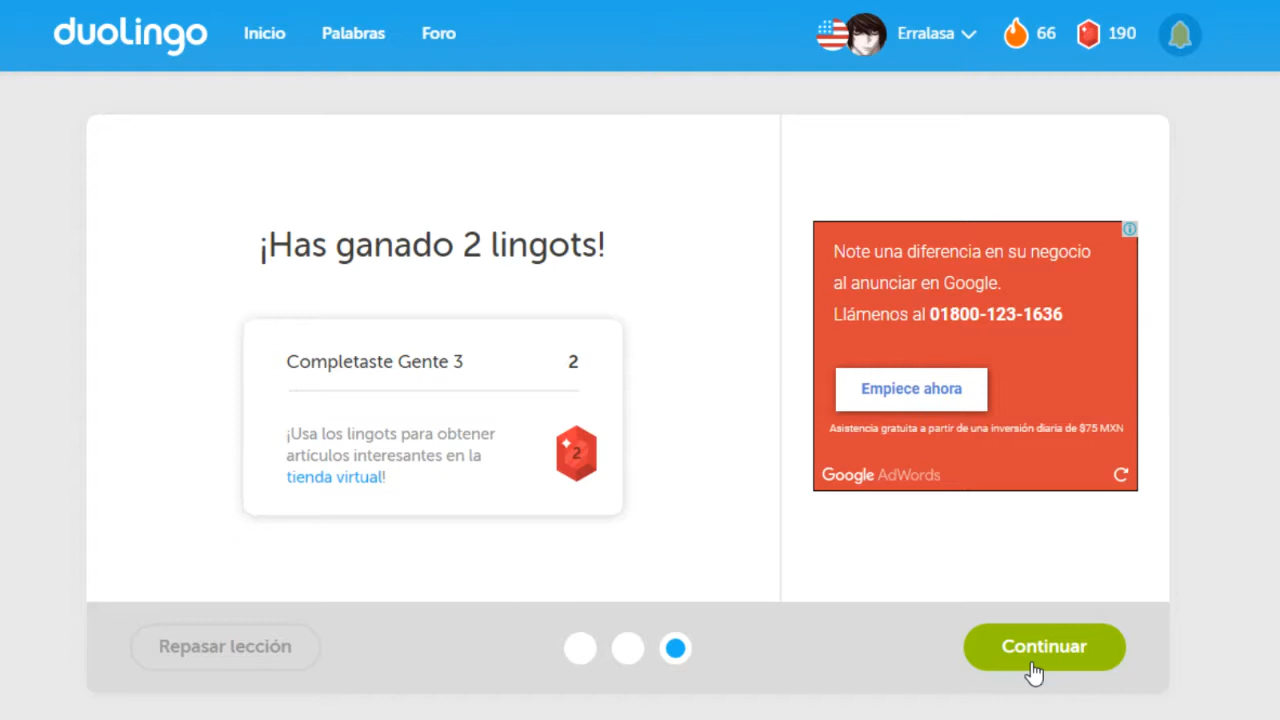 duolingo Inicio Palabras Foro Erralasa 66 190
¡Has ganado 2 lingots!
Completaste Gente 3 2
¡Usa los lingots para obtener
artículos interesantes en la
tienda virtual!
2
Note una diferencia en su negocio
al anunciar en Google.
Llámenos al 01800-123-1636
Empiece ahora
Asistencia gratuita a partir de una inversión diaria de $75 MXN
Google AdWords
Repasar lección
Continuar